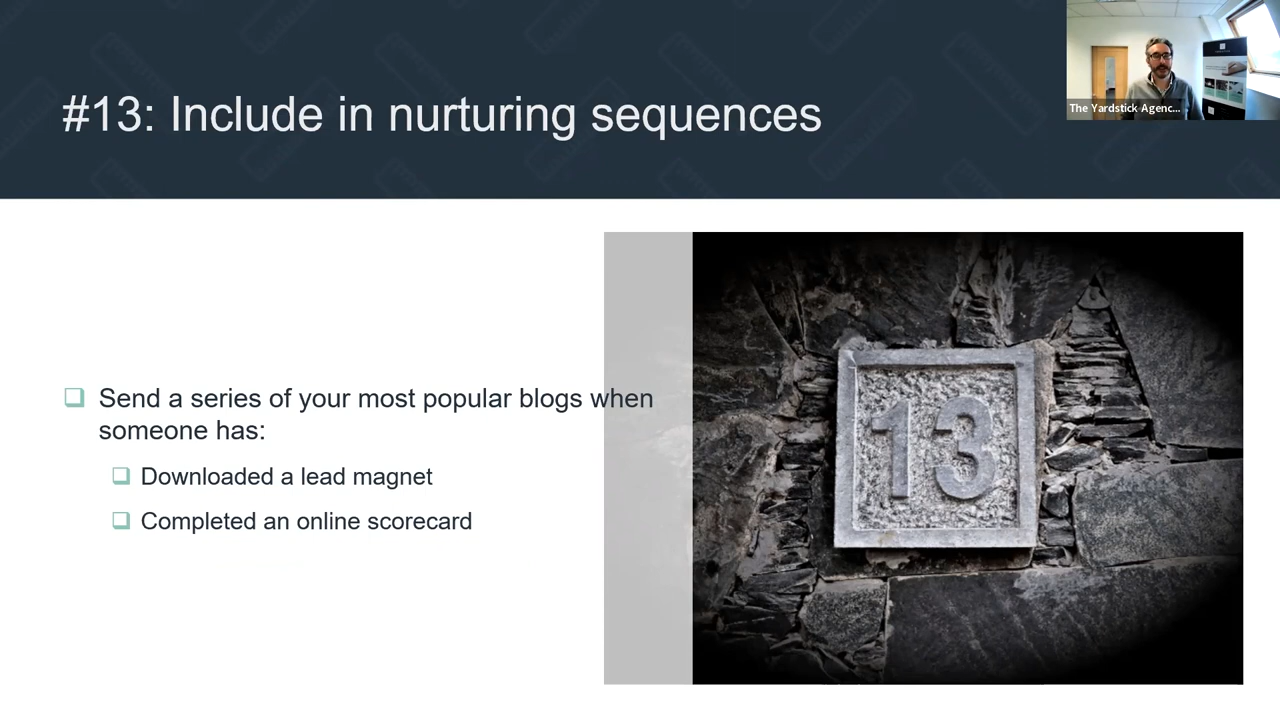 #13: Include in nurturing sequences
The Yardstick Agenc...
Send a series of your most popular blogs when
someone has:
Downloaded a lead magnet
Completed an online scorecard
13